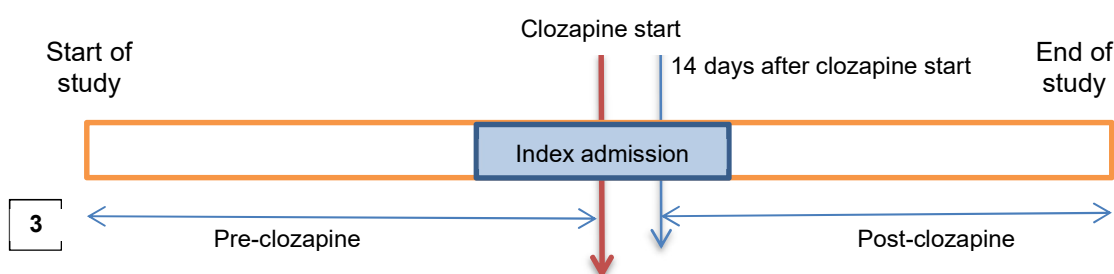 Clozapine start
Start of
study
14 days after clozapine start
End of
study
Index admission
3
Pre-clozapine
Post-clozapine